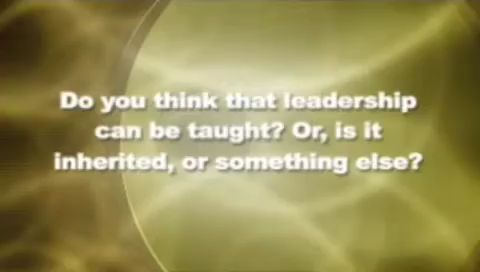 Do you think that leadership
can be taught? Or, is it
inherited, or something else?